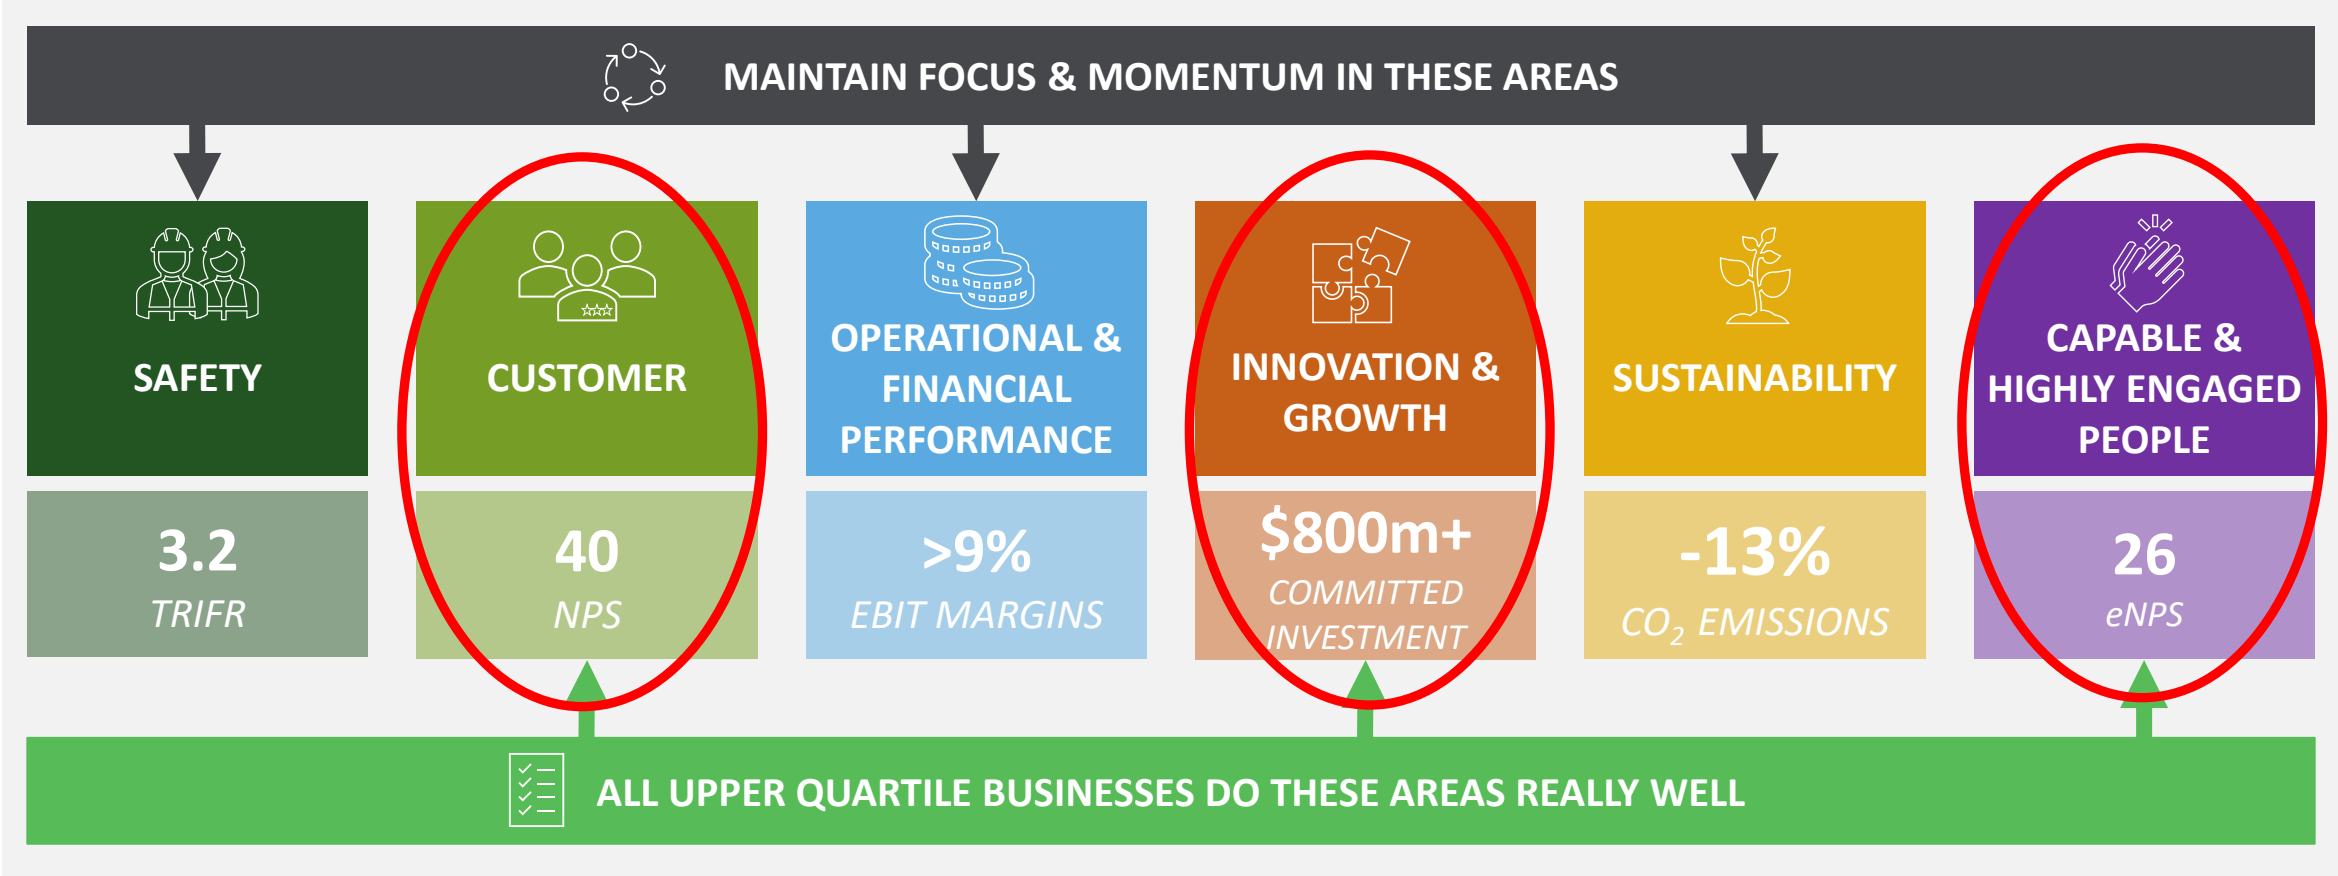 MAINTAIN FOCUS & MOMENTUM IN THESE AREAS
SAFETY
3.2
TRIFR
CUSTOMER
40
NPS
OPERATIONAL &
FINANCIAL
PERFORMANCE
>9%
EBIT MARGINS
INNOVATION &
GROWTH
$800m+
COMMITTED
INVESTMENT
SUSTAINABILITY
-13%
CO₂ EMISSIONS
CAPABLE &
HIGHLY ENGAGED
PEOPLE
26
eNPS
ALL UPPER QUARTILE BUSINESSES DO THESE AREAS REALLY WELL